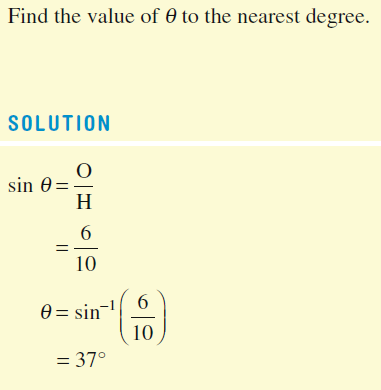 Find the value of θ to the nearest degree.
SOLUTION
sin θ = O/H
= 6/10
θ = sin⁻¹(6/10)
= 37°